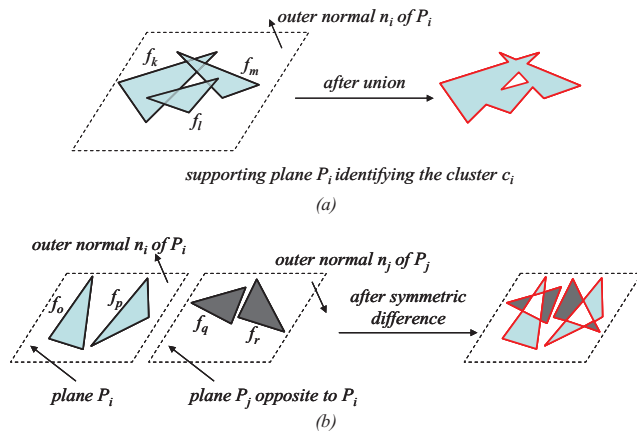 outer normal n_i of P_i
f_k
f_m
f_l
after union
supporting plane P_i identifying the cluster c_i
(a)
outer normal n_i of P_i
outer normal n_j of P_j
f_o
f_p
f_q
f_r
after symmetric
difference
plane P_i
plane P_j opposite to P_i
(b)